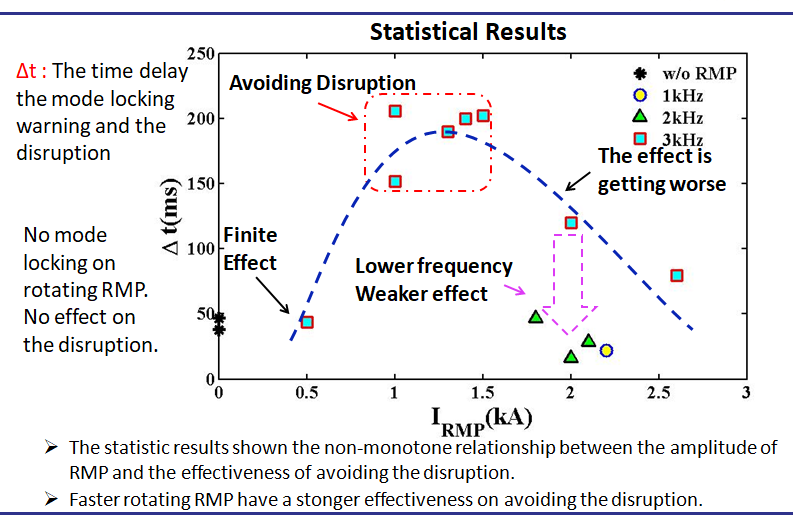 Statistical Results
Δt : The time delay
the mode locking
warning and the
disruption
No mode
locking on
rotating RMP.
No effect on
the disruption.
250
200
150
100
50
0
Δ t(ms)
Avoiding Disruption
w/o RMP
1kHz
2kHz
3kHz
The effect is
getting worse
Finite
Effect
Lower frequency
Weaker effect
0
0.5
1
1.5
2
2.5
3
I_RMP(kA)
➢ The statistic results shown the non-monotone relationship between the amplitude of
RMP and the effectiveness of avoiding the disruption.
➢ Faster rotating RMP have a stonger effectiveness on avoiding the disruption.